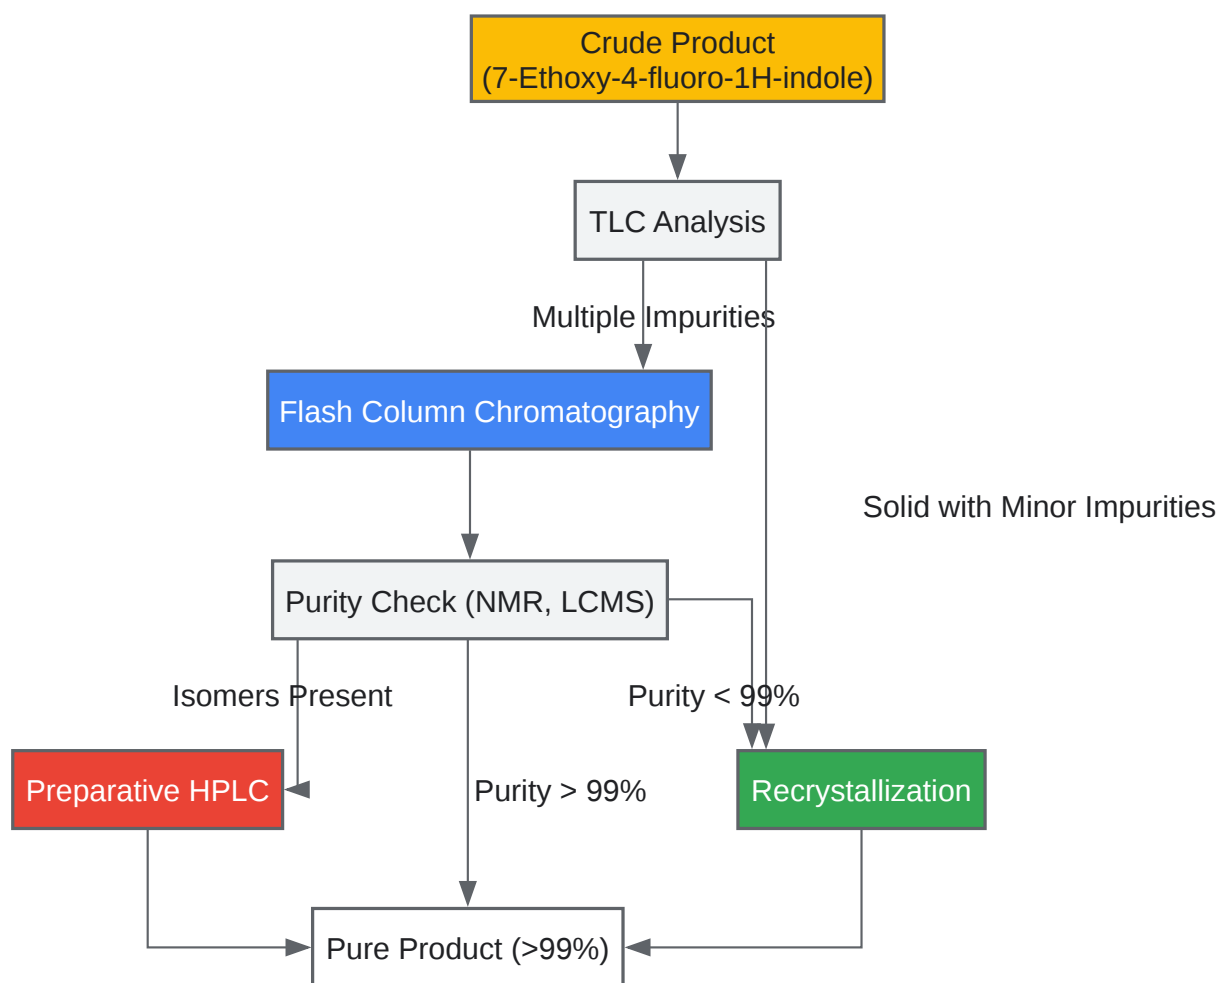 Crude Product
(7-Ethoxy-4-fluoro-1H-indole)
TLC Analysis
Multiple Impurities
Flash Column Chromatography
Solid with Minor Impurities
Purity Check (NMR, LCMS)
Isomers Present
Purity < 99%
Preparative HPLC
Purity > 99%
Recrystallization
Pure Product (>99%)